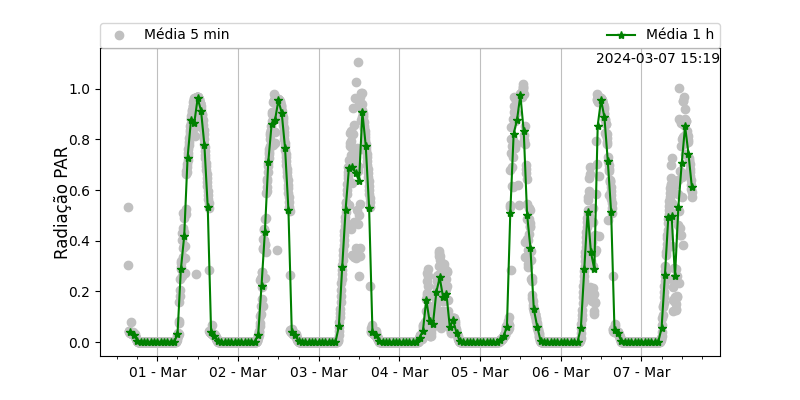 Média 5 min
Média 1 h
2024-03-07 15:19
Radiação PAR
1.0
0.8
0.6
0.4
0.2
0.0
01 - Mar
02 - Mar
03 - Mar
04 - Mar
05 - Mar
06 - Mar
07 - Mar